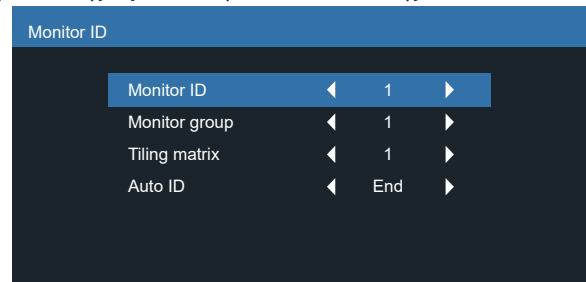 Monitor ID
Monitor ID 1
Monitor group 1
Tiling matrix 1
Auto ID End